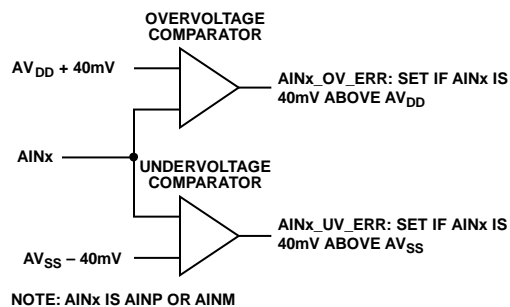 OVERVOLTAGE
COMPARATOR
AVDD + 40mV
AINx_OV_ERR: SET IF AINx IS
40mV ABOVE AVDD
AINx
UNDERVOLTAGE
COMPARATOR
AINx_UV_ERR: SET IF AINx IS
40mV ABOVE AVSS
AVSS – 40mV
NOTE: AINx IS AINP OR AINM